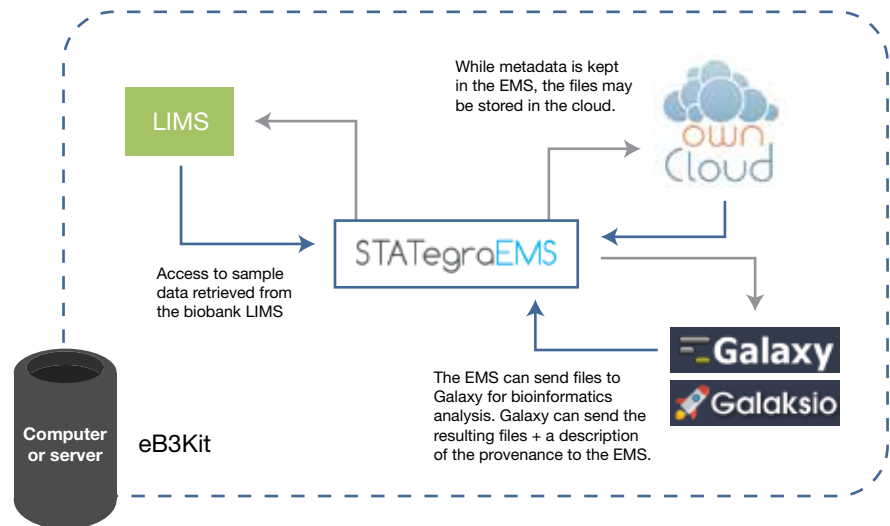 While metadata is kept
in the EMS, the files may
be stored in the cloud.
LIMS
own
Cloud
STATegraEMS
Access to sample
data retrieved from
the biobank LIMS
Galaxy
Galaksio
The EMS can send files to
Galaxy for bioinformatics
analysis. Galaxy can send the
resulting files + a description
of the provenance to the EMS.
Computer
or server
eB3Kit